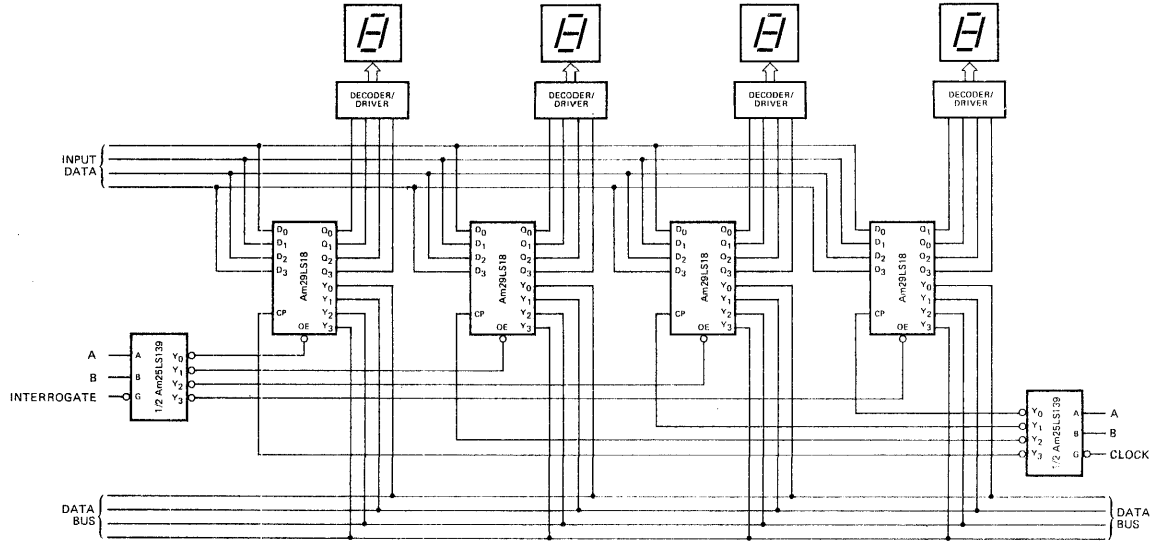 DECODER/
DRIVER
DECODER/
DRIVER
DECODER/
DRIVER
DECODER/
DRIVER
INPUT
DATA
D0
D1
D2
D3
CP
Am29LS18
OE
Q0
Q1
Q2
Q3
Y0
Y1
Y2
Y3
D0
D1
D2
D3
CP
Am29LS18
OE
Q0
Q1
Q2
Q3
Y0
Y1
Y2
Y3
D0
D1
D2
D3
CP
Am29LS18
OE
Q0
Q1
Q2
Q3
Y0
Y1
Y2
Y3
D0
D1
D2
D3
CP
Am29LS18
OE
Q1
Q0
Q2
Q3
Y0
Y1
Y2
Y3
A
B
INTERROGATE
A
B
G
1/2 Am25LS139
Y0
Y1
Y2
Y3
Y0
Y1
Y2
Y3
1/2 Am25LS139
A
B
G
A
B
CLOCK
DATA
BUS
DATA
BUS